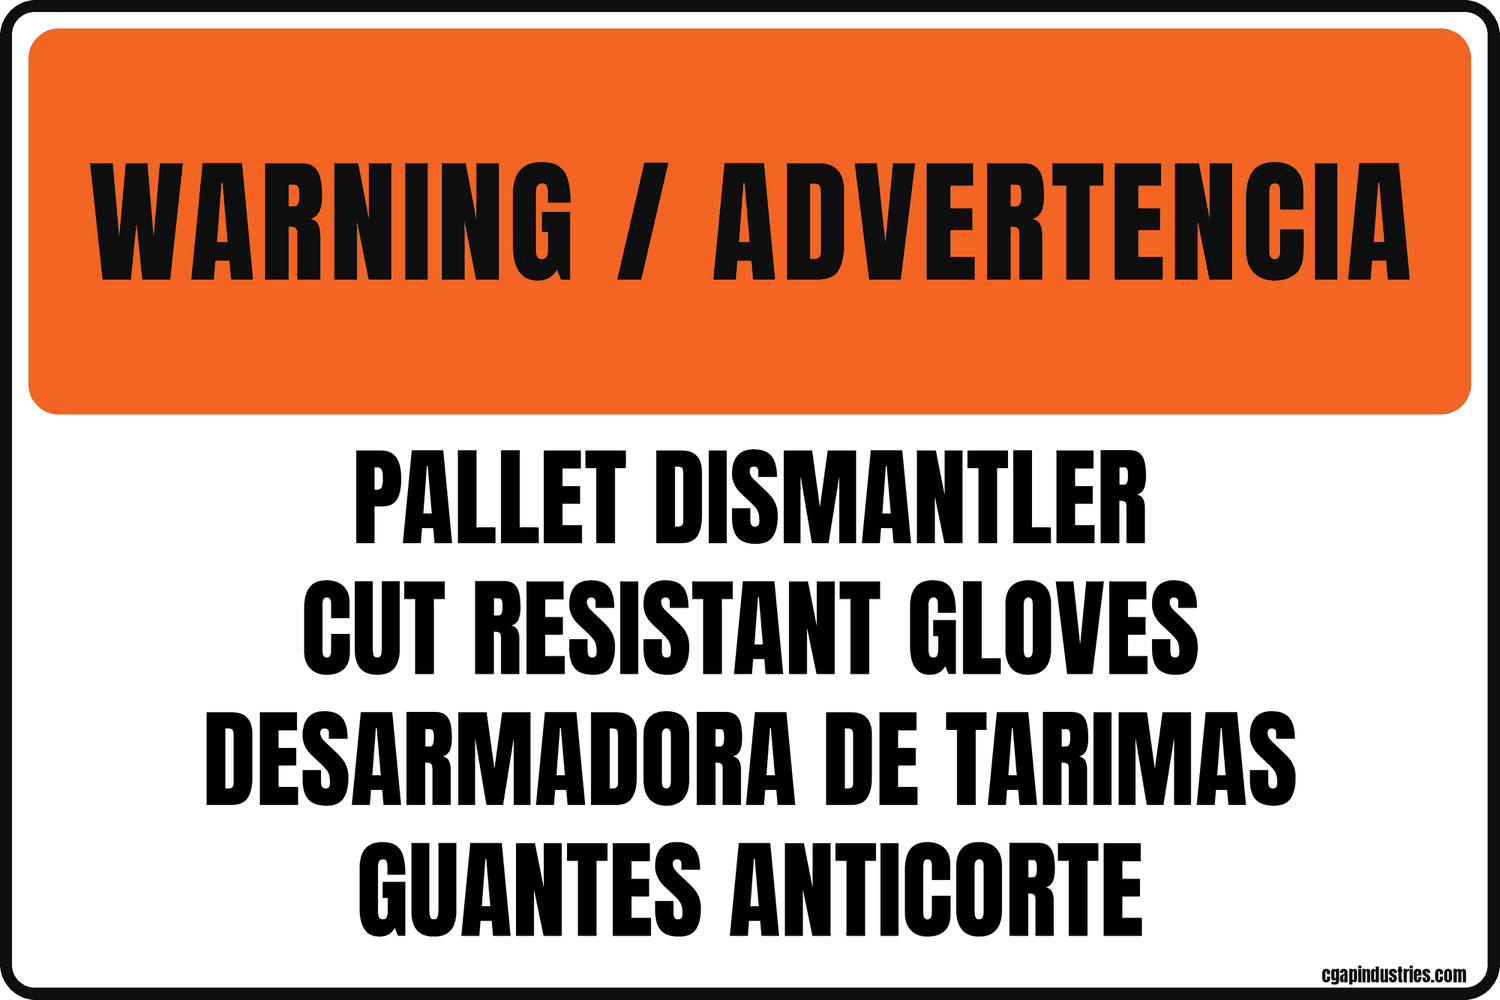 WARNING / ADVERTENCIA
PALLET DISMANTLER
CUT RESISTANT GLOVES
DESARMADORA DE TARIMAS
GUANTES ANTICORTE
cgapindustries.com